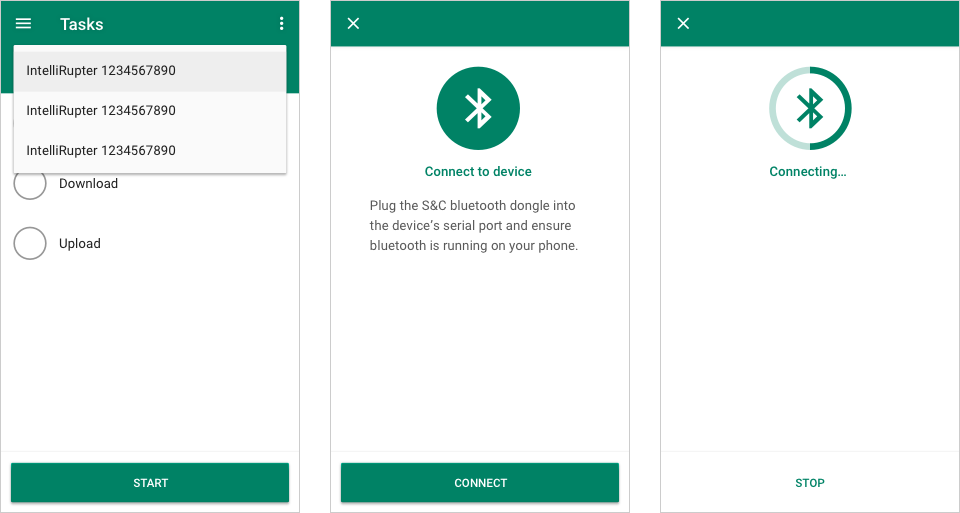 Tasks
IntelliRupter 1234567890
IntelliRupter 1234567890
IntelliRupter 1234567890
Download
Upload
START
Connect to device
Plug the S&C bluetooth dongle into
the device's serial port and ensure
bluetooth is running on your phone.
CONNECT
Connecting...
STOP